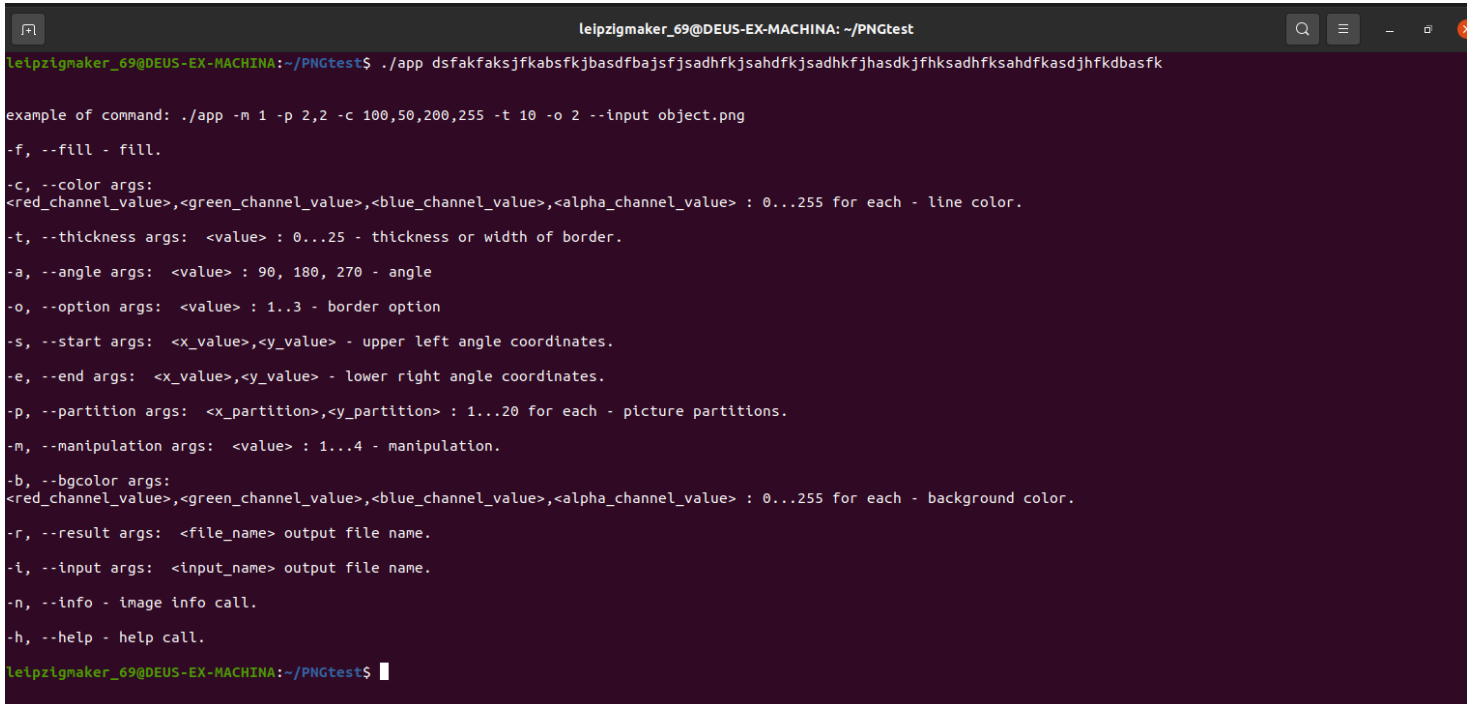 leipzigmaker_69@DEUS-EX-MACHINA: ~/PNGtest
leipzigmaker_69@DEUS-EX-MACHINA:~/PNGtest$ ./app dsfakfaksjfkabsfkjbasdfbajsfjsadhfkjsahdfkjsadhkfjhasdkjfhksadhfksahdfkasdjhfkdbasfk
example of command: ./app -m 1 -p 2,2 -c 100,50,200,255 -t 10 -o 2 --input object.png
-f, --fill - fill.
-c, --color args:
<red_channel_value>,<green_channel_value>,<blue_channel_value>,<alpha_channel_value> : 0...255 for each - line color.
-t, --thickness args:  <value> : 0...25 - thickness or width of border.
-a, --angle args:  <value> : 90, 180, 270 - angle
-o, --option args:  <value> : 1..3 - border option
-s, --start args:  <x_value>,<y_value> - upper left angle coordinates.
-e, --end args:  <x_value>,<y_value> - lower right angle coordinates.
-p, --partition args:  <x_partition>,<y_partition> : 1...20 for each - picture partitions.
-m, --manipulation args:  <value> : 1...4 - manipulation.
-b, --bgcolor args:
<red_channel_value>,<green_channel_value>,<blue_channel_value>,<alpha_channel_value> : 0...255 for each - background color.
-r, --result args:  <file_name> output file name.
-i, --input args:  <input_name> output file name.
-n, --info - image info call.
-h, --help - help call.
leipzigmaker_69@DEUS-EX-MACHINA:~/PNGtest$